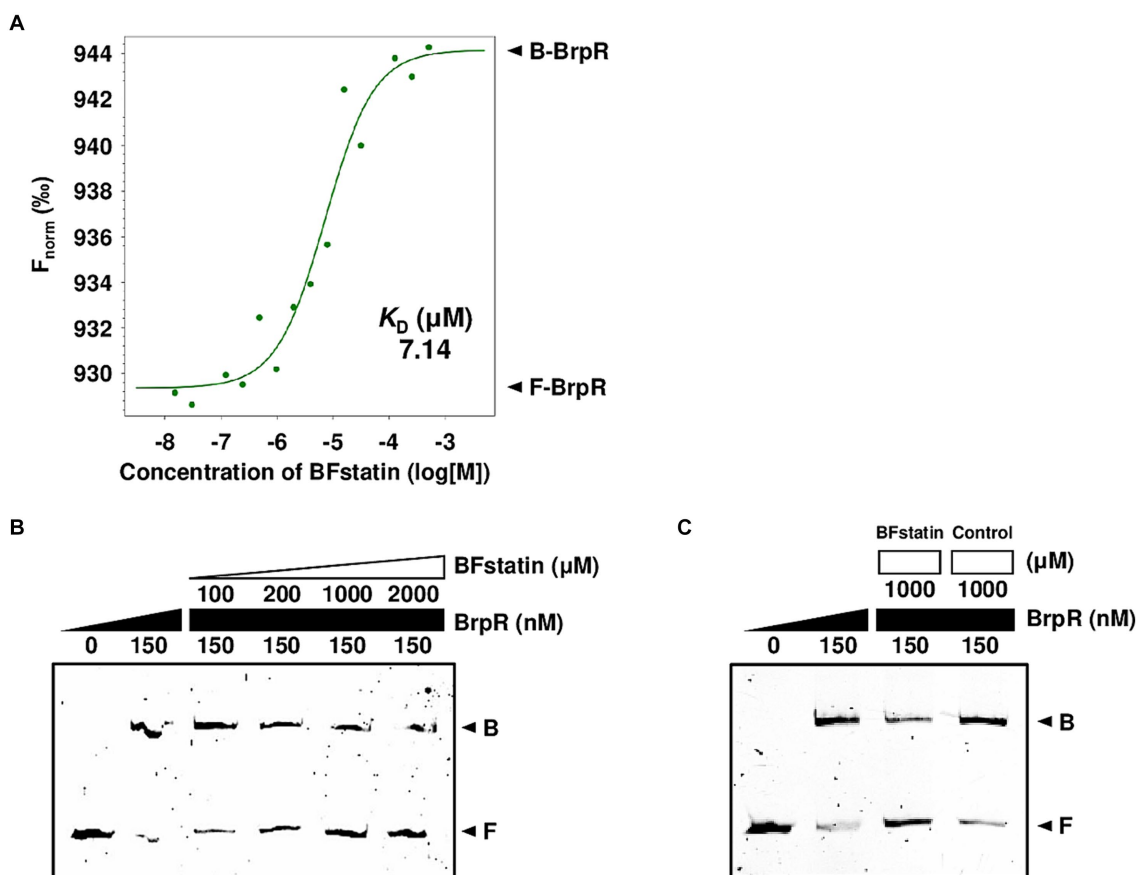 A
944
942
940
938
936
934
932
930
F norm (‰)
B-BrpR
F-BrpR
K D (µM)
7.14
-8 -7 -6 -5 -4 -3
Concentration of BFstatin (log[M])
B
BFstatin (µM)
100 200 1000 2000
BrpR (nM)
0 150 150 150 150 150
B
F
C
BFstatin Control
(µM)
1000 1000
BrpR (nM)
0 150 150 150
B
F